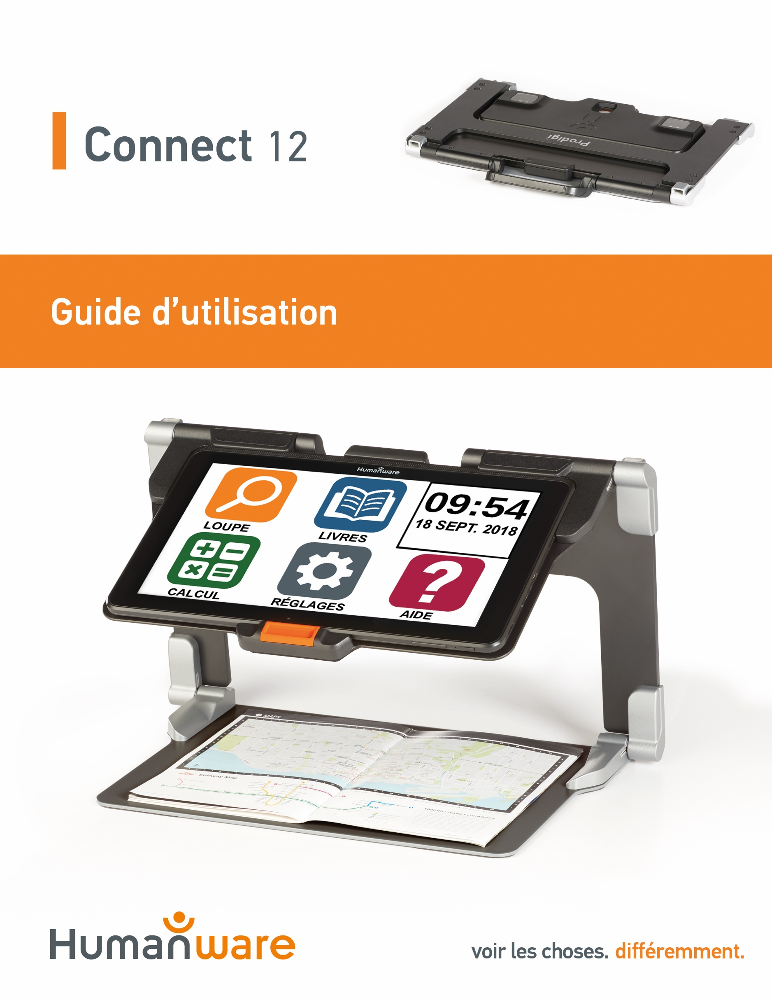 Connect 12
Prodigi
Guide d'utilisation
Humanware
LOUPE
LIVRES
09:54
18 SEPT. 2018
CALCUL
RÉGLAGES
AIDE
MAPS
Subway Map
TORONTO TRANSIT COMMISSION
Humanware
voir les choses. différemment.